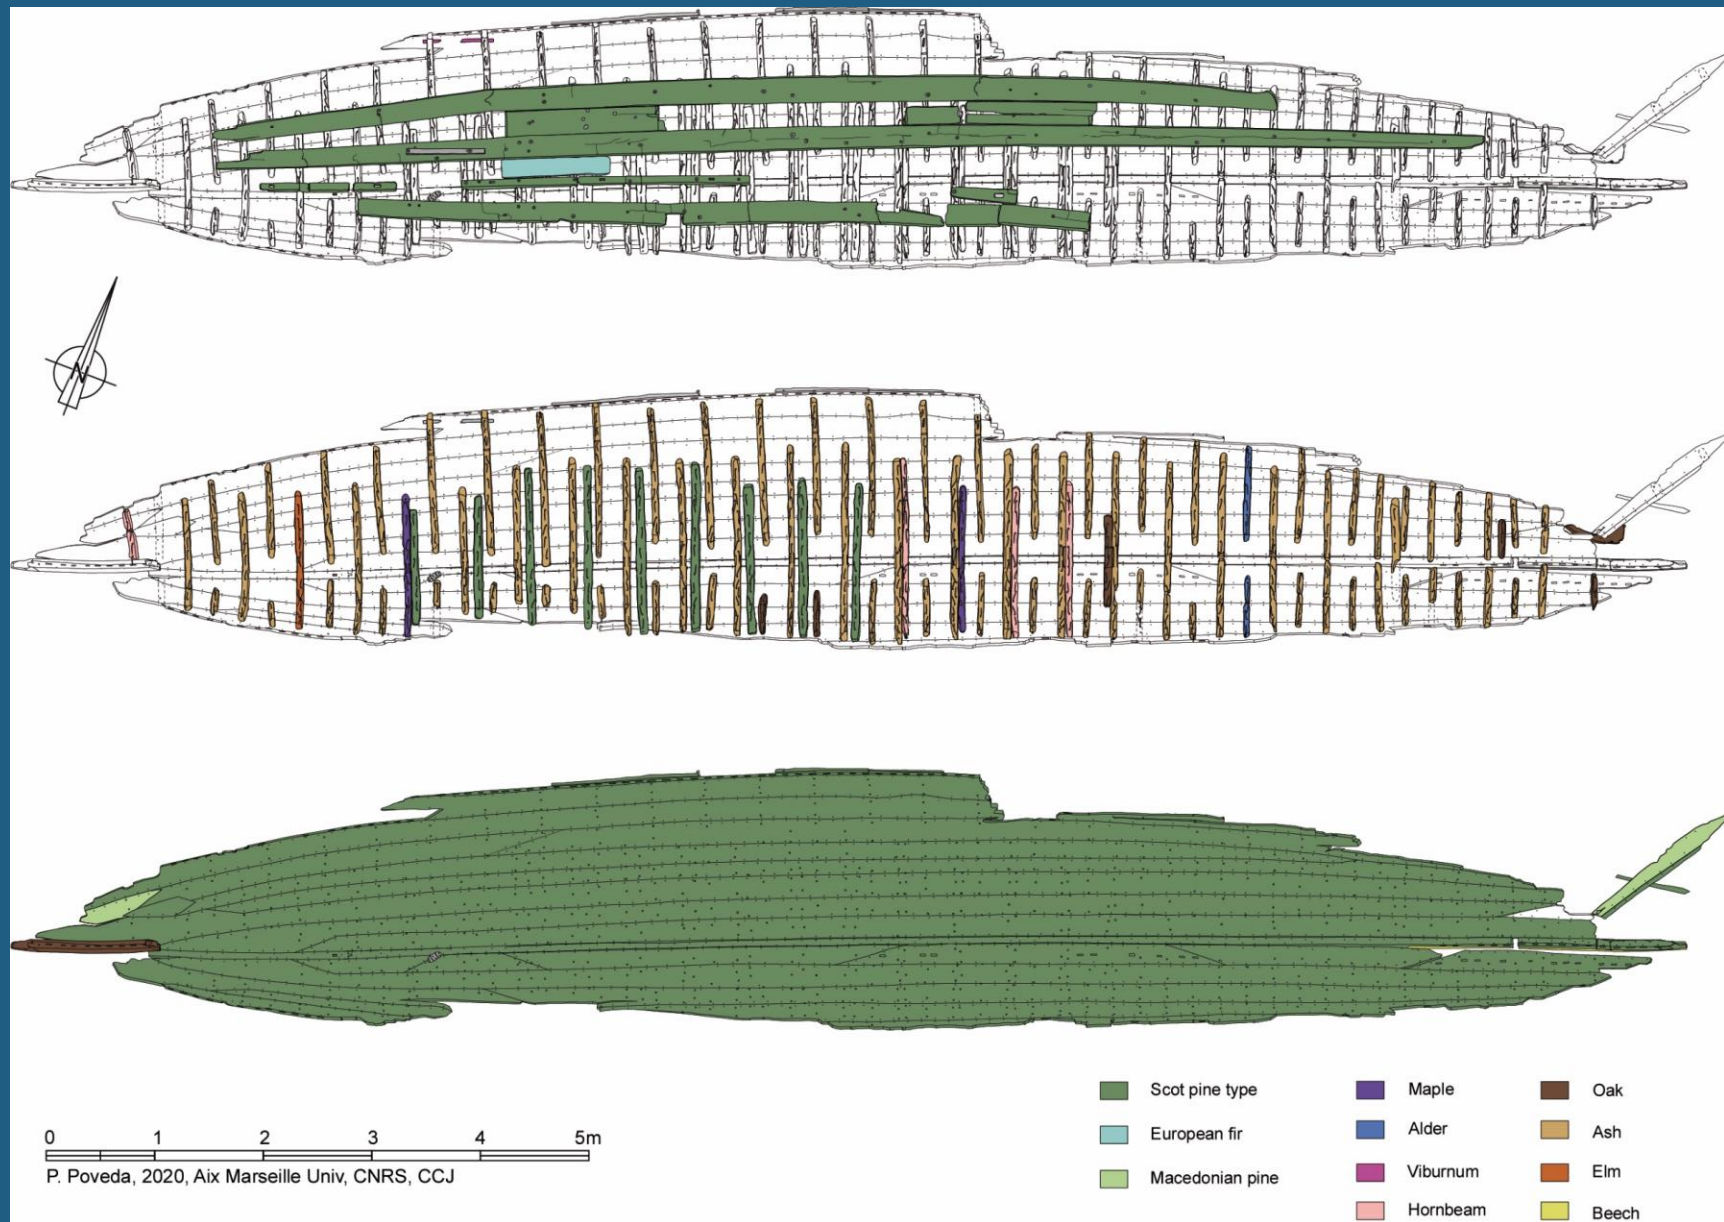 N
0 1 2 3 4 5m
P. Poveda, 2020, Aix Marseille Univ, CNRS, CCJ
Scot pine type
European fir
Macedonian pine
Maple
Alder
Viburnum
Hornbeam
Oak
Ash
Elm
Beech